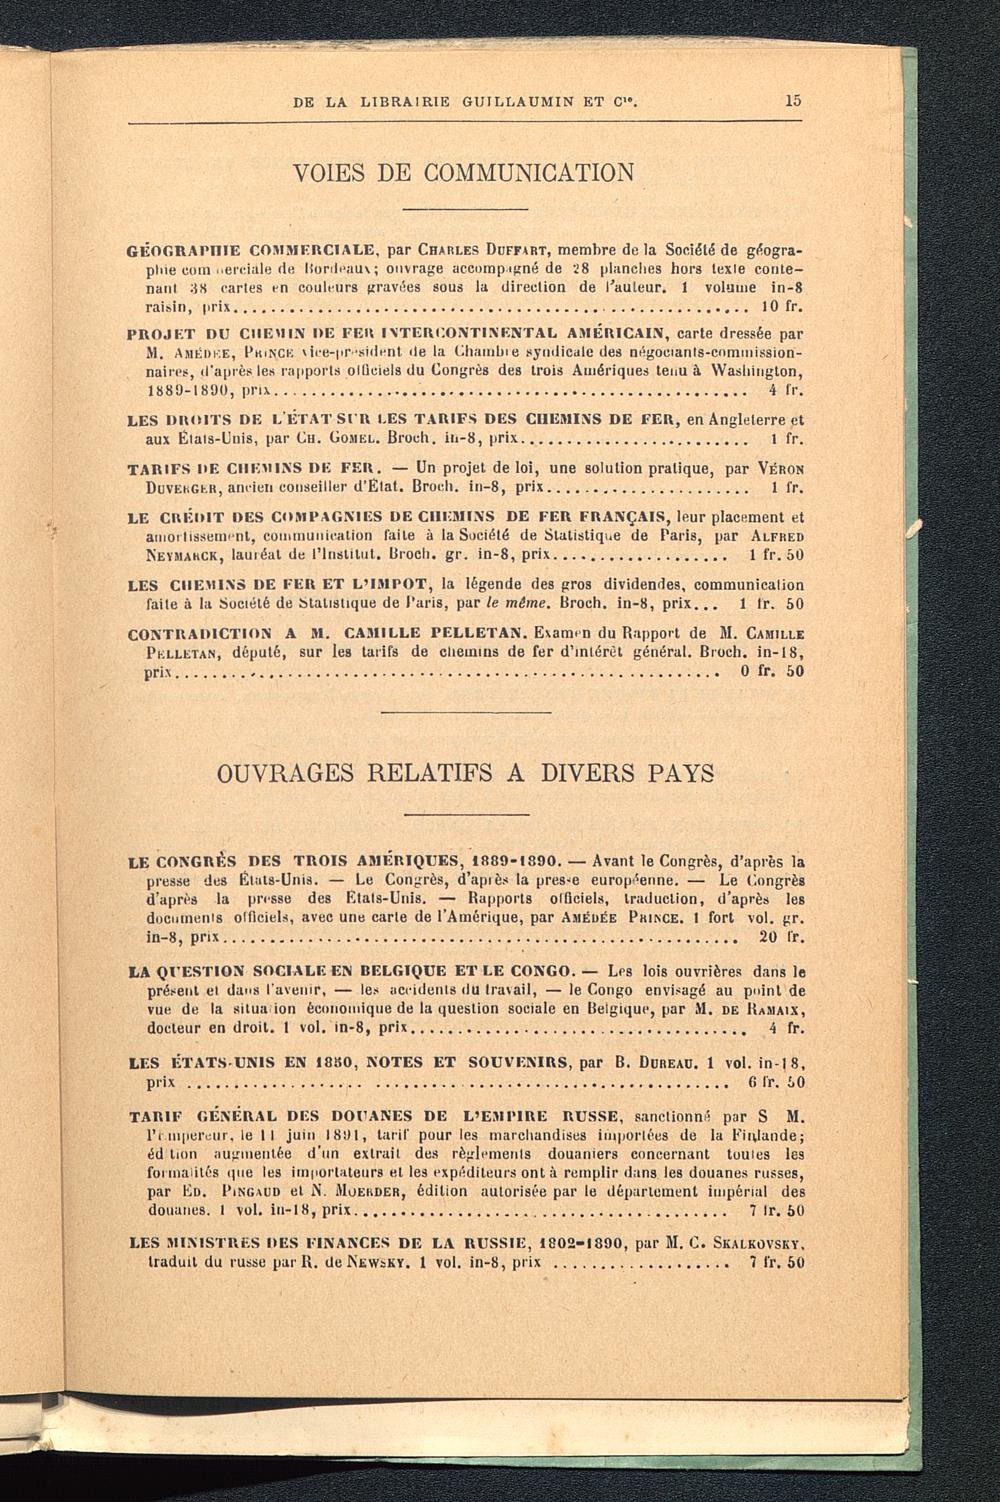 DE LA LIBRAIRIE GUILLAUMIN ET Cie. 15
VOIES DE COMMUNICATION
GÉOGRAPHIE COMMERCIALE, par CHARLES DUFFART, membre de la Société de géogra-
phie com erciale de Bordeaux; ouvrage accompagné de 28 planches hors texte conte-
nant 38 cartes en couleurs gravées sous la direction de l'auteur. 1 volume in-8
raisin, prix................................................ 10 fr.
PROJET DU CHEMIN DE FER INTERCONTINENTAL AMÉRICAIN, carte dressée par
M. AMÉDÉE, PRINCE vice-président de la Chambre syndicale des négociants-commission-
naires, d'après les rapports officiels du Congrès des trois Amériques tenu à Washington,
1889-1890, prix................................................ 4 fr.
LES DROITS DE L'ÉTAT SUR LES TARIFS DES CHEMINS DE FER, en Angleterre et
aux États-Unis, par CH. GOMEL. Broch. in-8, prix........................ 1 fr.
TARIFS DE CHEMINS DE FER. — Un projet de loi, une solution pratique, par VÉRON
DUVERGER, ancien conseiller d'État. Broch. in-8, prix...................... 1 fr.
LE CRÉDIT DES COMPAGNIES DE CHEMINS DE FER FRANÇAIS, leur placement et
amortissement, communication faite à la Société de Statistique de Paris, par ALFRED
NEYMARCK, lauréat de l'Institut. Broch. gr. in-8, prix................... 1 fr. 50
LES CHEMINS DE FER ET L'IMPOT, la légende des gros dividendes, communication
faite à la Société de Statistique de Paris, par le même. Broch. in-8, prix... 1 fr. 50
CONTRADICTION A M. CAMILLE PELLETAN. Examen du Rapport de M. CAMILLE
PELLETAN, député, sur les tarifs de chemins de fer d'intérêt général. Broch. in-18,
prix.......................................................... 0 fr. 50
OUVRAGES RELATIFS A DIVERS PAYS
LE CONGRÈS DES TROIS AMÉRIQUES, 1889-1890. — Avant le Congrès, d'après la
presse des États-Unis. — Le Congrès, d'après la presse européenne. — Le Congrès
d'après la presse des États-Unis. — Rapports officiels, traduction, d'après les
documents officiels, avec une carte de l'Amérique, par AMÉDÉE PRINCE. 1 fort vol. gr.
in-8, prix..................................................... 20 fr.
LA QUESTION SOCIALE EN BELGIQUE ET LE CONGO. — Les lois ouvrières dans le
présent et dans l'avenir, — les accidents du travail, — le Congo envisagé au point de
vue de la situa ion économique de la question sociale en Belgique, par M. DE RAMAIX,
docteur en droit. 1 vol. in-8, prix................................... 4 fr.
LES ÉTATS-UNIS EN 1850, NOTES ET SOUVENIRS, par B. DUREAU. 1 vol. in-18,
prix .......................................................... 6 fr. 50
TARIF GÉNÉRAL DES DOUANES DE L'EMPIRE RUSSE, sanctionné par S M.
l'empereur, le 11 juin 1891, tarif pour les marchandises importées de la Finlande;
éd tion augmentée d'un extrait des règlements douaniers concernant toutes les
formalités que les importateurs et les expéditeurs ont à remplir dans les douanes russes,
par ED. PINGAUD et N. MOERDER, édition autorisée par le département impérial des
douanes. 1 vol. in-18, prix........................................ 7 fr. 50
LES MINISTRES DES FINANCES DE LA RUSSIE, 1802-1890, par M. C. SKALKOVSKY,
traduit du russe par R. de NEWSKY. 1 vol. in-8, prix ................... 7 fr. 50